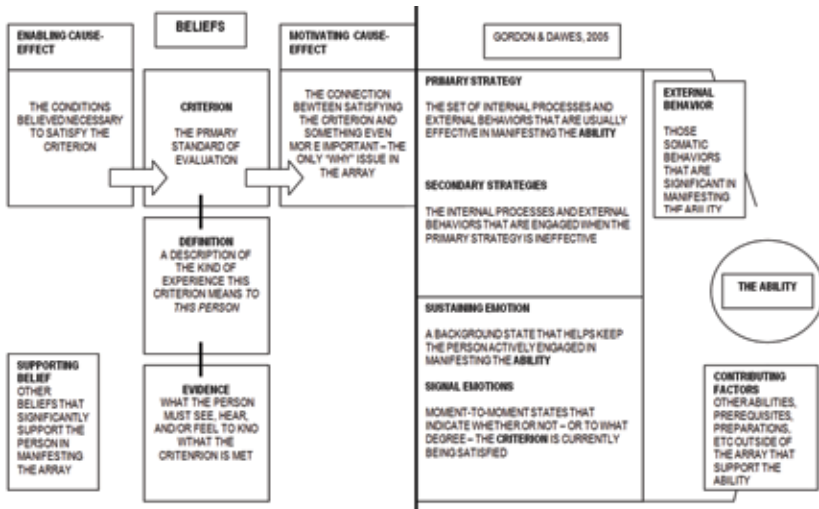 ENABLING CAUSE-
EFFECT
THE CONDITIONS
BELIEVED NECESSARY
TO SATISFY THE
CRITERION
BELIEFS
CRITERION
THE PRIMARY
STANDARD OF
EVALUATION
MOTIVATING CAUSE-
EFFECT
THE CONNECTION
BEWTEEN SATISFYING
THE CRITERION AND
SOMETHING EVEN
MOR E IMPORTANT – THE
ONLY "WHY" ISSUE IN
THE ARRAY
DEFINITION
A DESCRIPTION OF
THE KIND OF
EXPERIENCE THIS
CRITERION MEANS TO
THIS PERSON
SUPPORTING
BELIEF
OTHER
BELIEFS THAT
SIGNIFICANTLY
SUPPORT THE
PERSON IN
MANIFESTING
THE ARRAY
EVIDENCE
WHAT THE PERSON
MUST SEE, HEAR,
AND/OR FEEL TO KNO
WTHAT THE
CRITENRION IS MET
GORDON & DAWES, 2005
PRIMARY STRATEGY
THE SET OF INTERNAL PROCESSES AND
EXTERNAL BEHAVIORS THAT ARE USUALLY
EFFECTIVE IN MANIFESTING THE ABILITY
SECONDARY STRATEGIES
THE INTERNAL PROCESSES AND EXTERNAL
BEHAVIORS THAT ARE ENGAGED WHEN THE
PRIMARY STRATEGY IS INEFFECTIVE
SUSTAINING EMOTION
A BACKGROUND STATE THAT HELPS KEEP
THE PERSON ACTIVELY ENGAGED IN
MANIFESTING THE ABILITY
SIGNAL EMOTIONS
MOMENT-TO-MOMENT STATES THAT
INDICATE WHETHER OR NOT – OR TO WHAT
DEGREE – THE CRITERION IS CURRENTLY
BEING SATISFIED
EXTERNAL
BEHAVIOR
THOSE
SOMATIC
BEHAVIORS
THAT ARE
SIGNIFICANT IN
MANIFESTING
THE ABILITY
THE ABILITY
CONTRIBUTING
FACTORS
OTHER ABILITIES,
PREREQUISITES,
PREPARATIONS,
ETC OUTSIDE OF
THE ARRAY THAT
SUPPORT THE
ABILITY